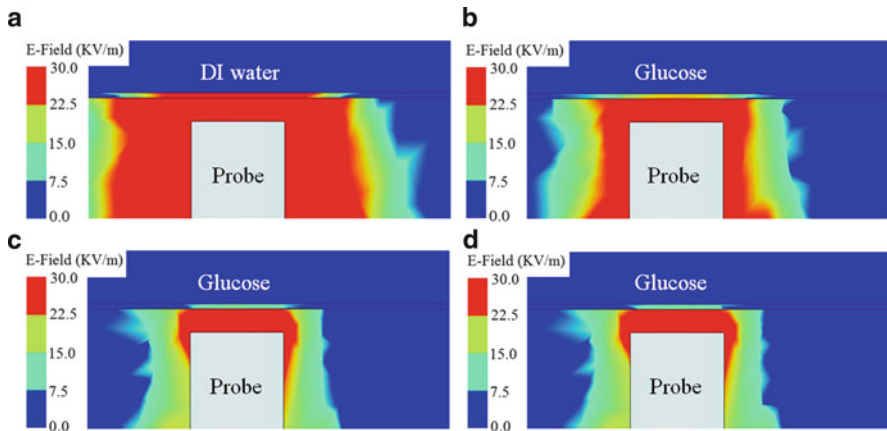 a
E-Field (KV/m)
30.0
22.5
15.0
7.5
0.0
DI water
Probe
b
E-Field (KV/m)
30.0
22.5
15.0
7.5
0.0
Glucose
Probe
c
E-Field (KV/m)
30.0
22.5
15.0
7.5
0.0
Glucose
Probe
d
E-Field (KV/m)
30.0
22.5
15.0
7.5
0.0
Glucose
Probe